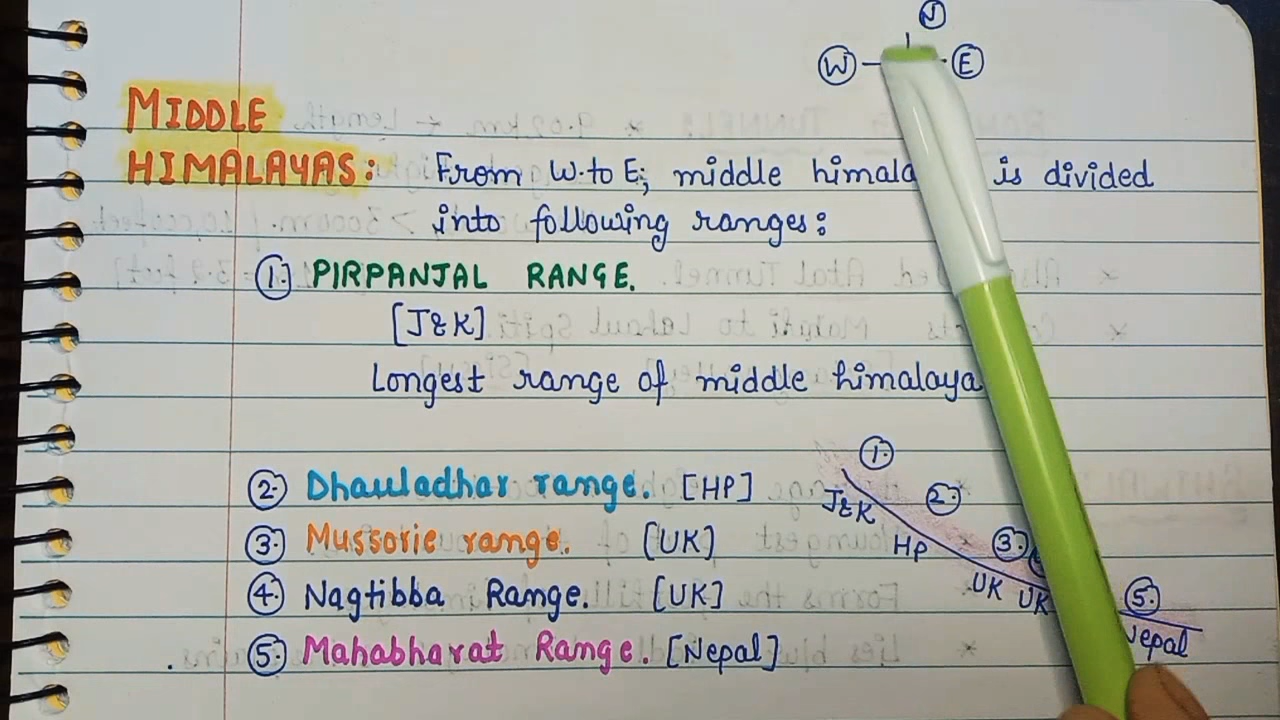 N
W E
MIDDLE
HIMALAYAS: From W.to E; middle himala is divided
into following ranges:
1. PIRPANJAL RANGE.
[J&K]
Longest range of middle himalaya
2. Dhauladhar range. [HP]
3. Mussorie range. [UK]
4. Nagtibba Range. [UK]
5. Mahabharat Range. [Nepal]
1.
J&K
2.
HP
3.
UK
UK
5.
Nepal